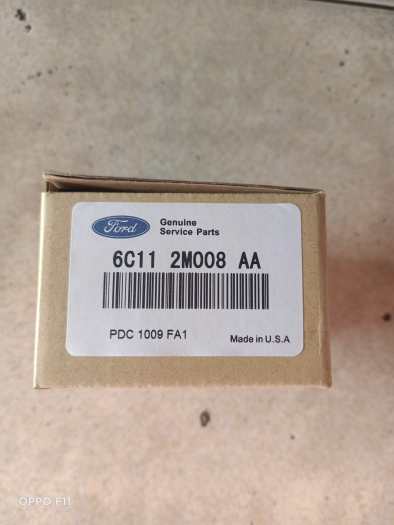 Ford
Genuine
Service Parts
6C11 2M008 AA
PDC 1009 FA1
Made in U.S.A
OPPO F11